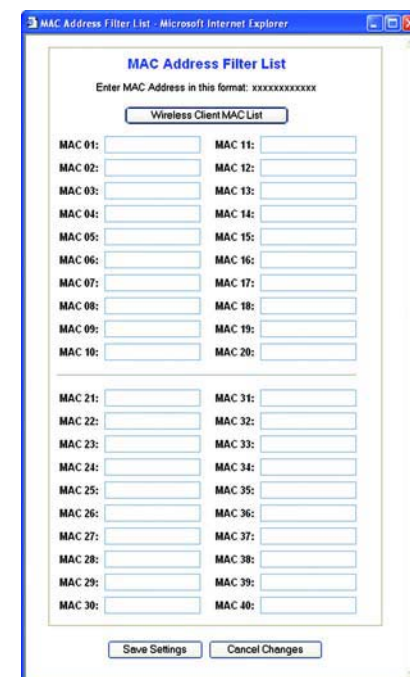 MAC Address Filter List - Microsoft Internet Explorer
MAC Address Filter List
Enter MAC Address in this format: xxxxxxxxxxxx
Wireless Client MAC List
MAC 01: MAC 11:
MAC 02: MAC 12:
MAC 03: MAC 13:
MAC 04: MAC 14:
MAC 05: MAC 15:
MAC 06: MAC 16:
MAC 07: MAC 17:
MAC 08: MAC 18:
MAC 09: MAC 19:
MAC 10: MAC 20:
MAC 21: MAC 31:
MAC 22: MAC 32:
MAC 23: MAC 33:
MAC 24: MAC 34:
MAC 25: MAC 35:
MAC 26: MAC 36:
MAC 27: MAC 37:
MAC 28: MAC 38:
MAC 29: MAC 39:
MAC 30: MAC 40:
Save Settings Cancel Changes